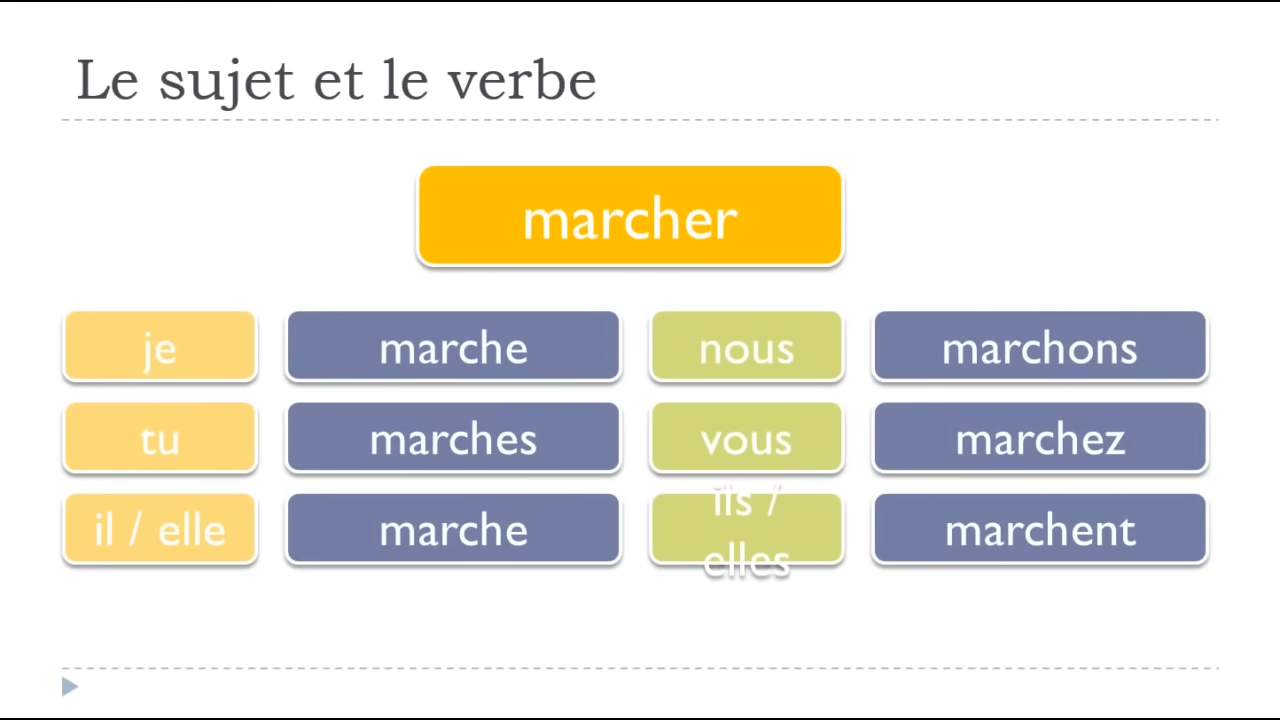 Le sujet et le verbe
marcher
je marche nous marchons
tu marches vous marchez
il / elle marche ils / elles marchent